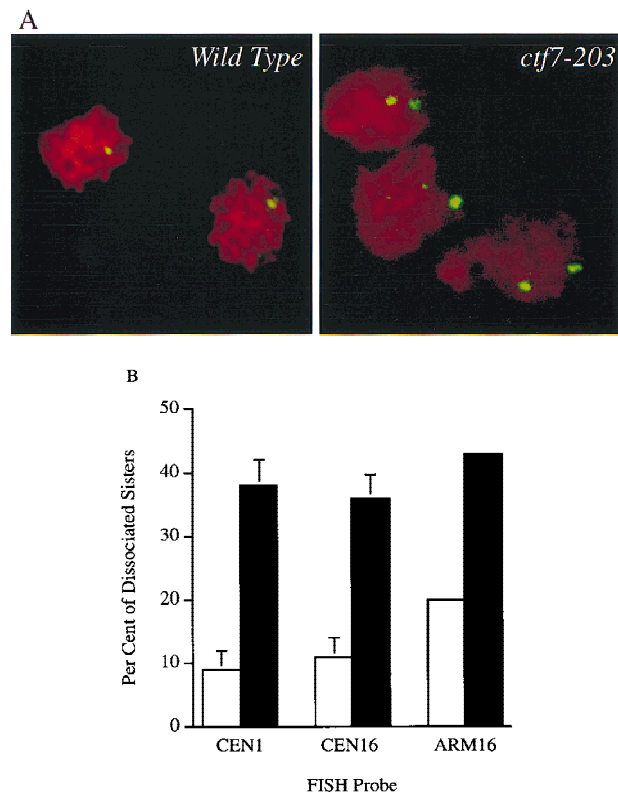 A
Wild Type
ctf7-203
B
Per Cent of Dissociated Sisters
50
40
30
20
10
0
CEN1 CEN16 ARM16
FISH Probe